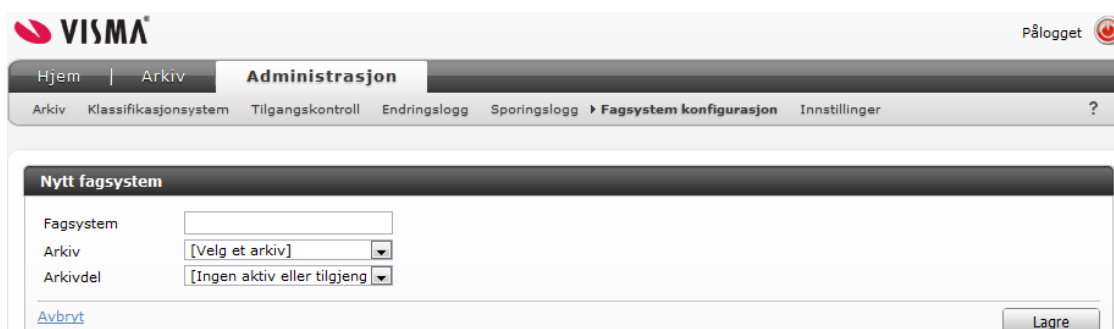 VISMA®
Pålogget
Hjem | Arkiv Administrasjon
Arkiv Klassifikasjonsystem Tilgangskontroll Endringslogg Sporingslogg Fagsystem konfigurasjon Innstillinger ?
Nytt fagsystem
Fagsystem
Arkiv [Velg et arkiv]
Arkivdel [Ingen aktiv eller tilgjeng
Avbryt Lagre